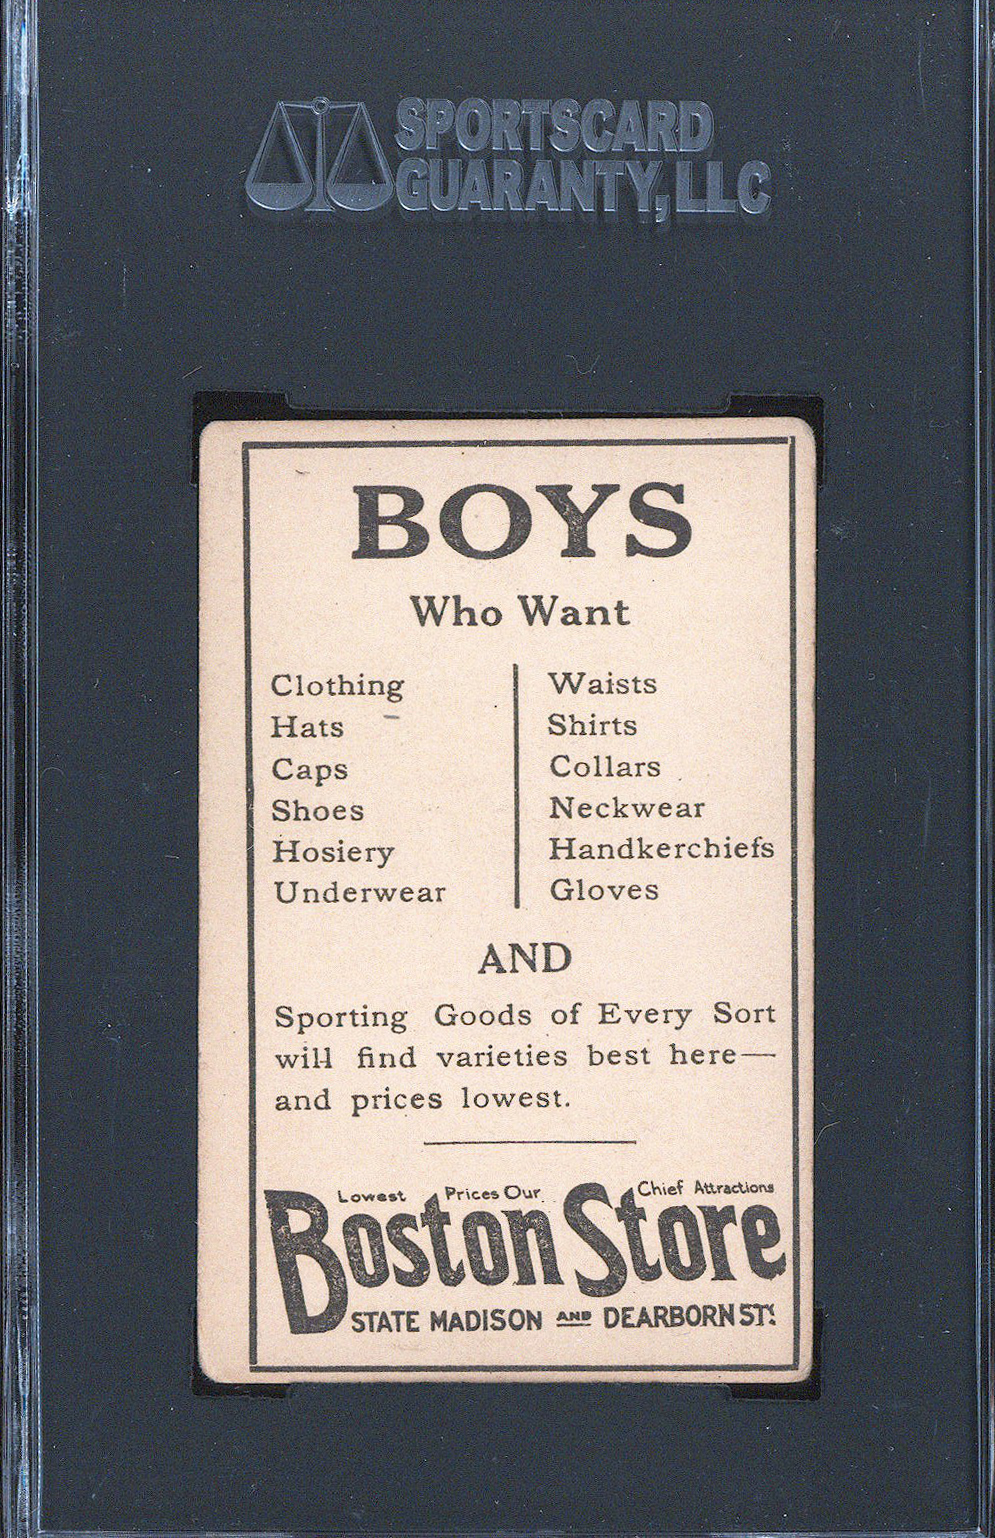 SPORTSCARD
GUARANTY, LLC
BOYS
Who Want
Clothing
Hats
Caps
Shoes
Hosiery
Underwear
Waists
Shirts
Collars
Neckwear
Handkerchiefs
Gloves
AND
Sporting Goods of Every Sort
will find varieties best here—
and prices lowest.
Lowest Prices Our Chief Attractions
Boston Store
STATE MADISON AND DEARBORN STS